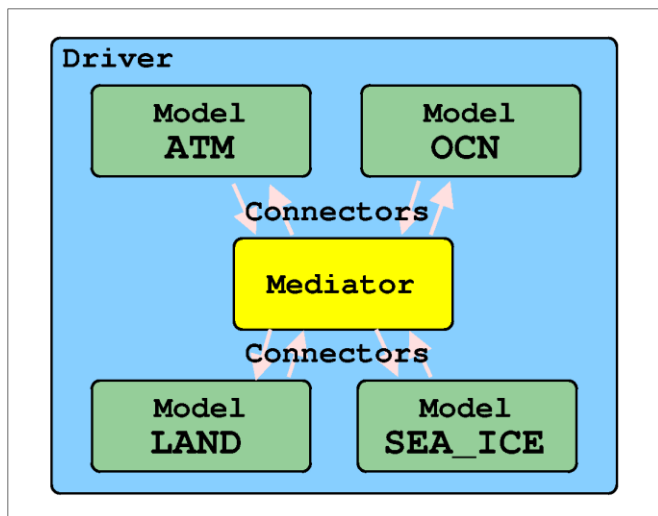 Driver
Model
ATM
Model
OCN
Connectors
Mediator
Connectors
Model
LAND
Model
SEA_ICE